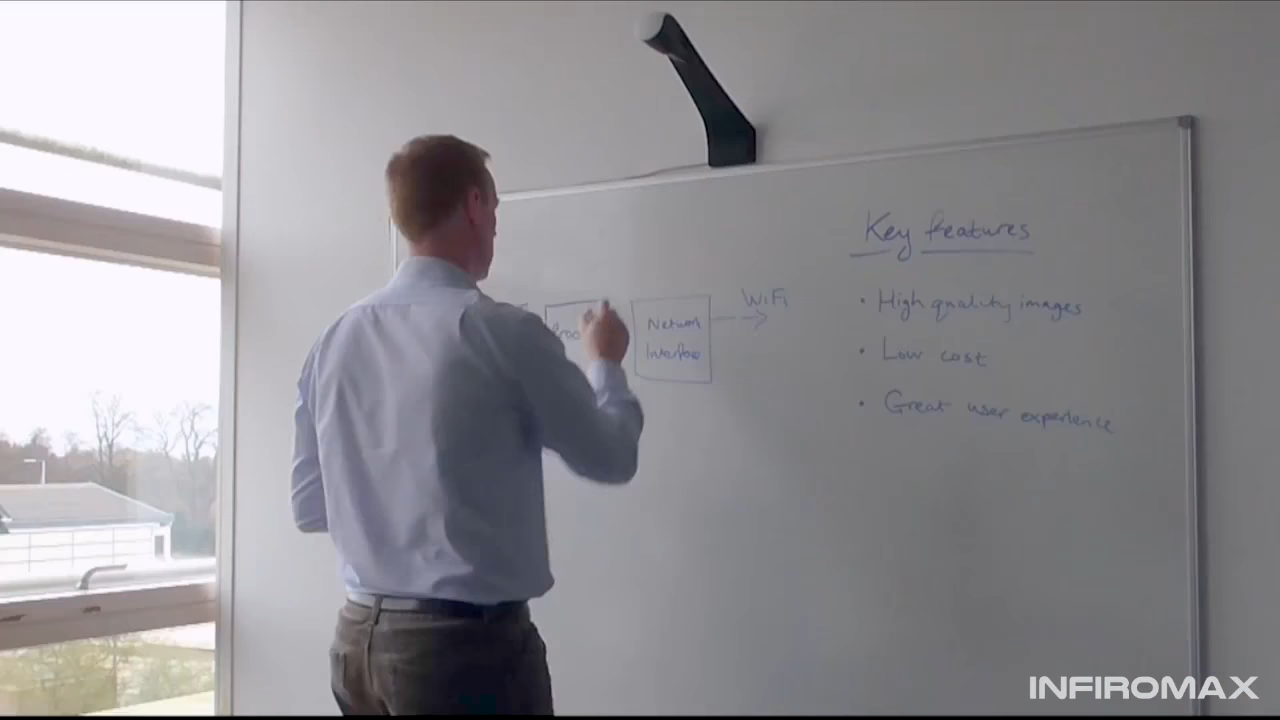 Key features
Network
Interface
WiFi
• High quality images
• Low cost
• Great user experience
INFIROMAX